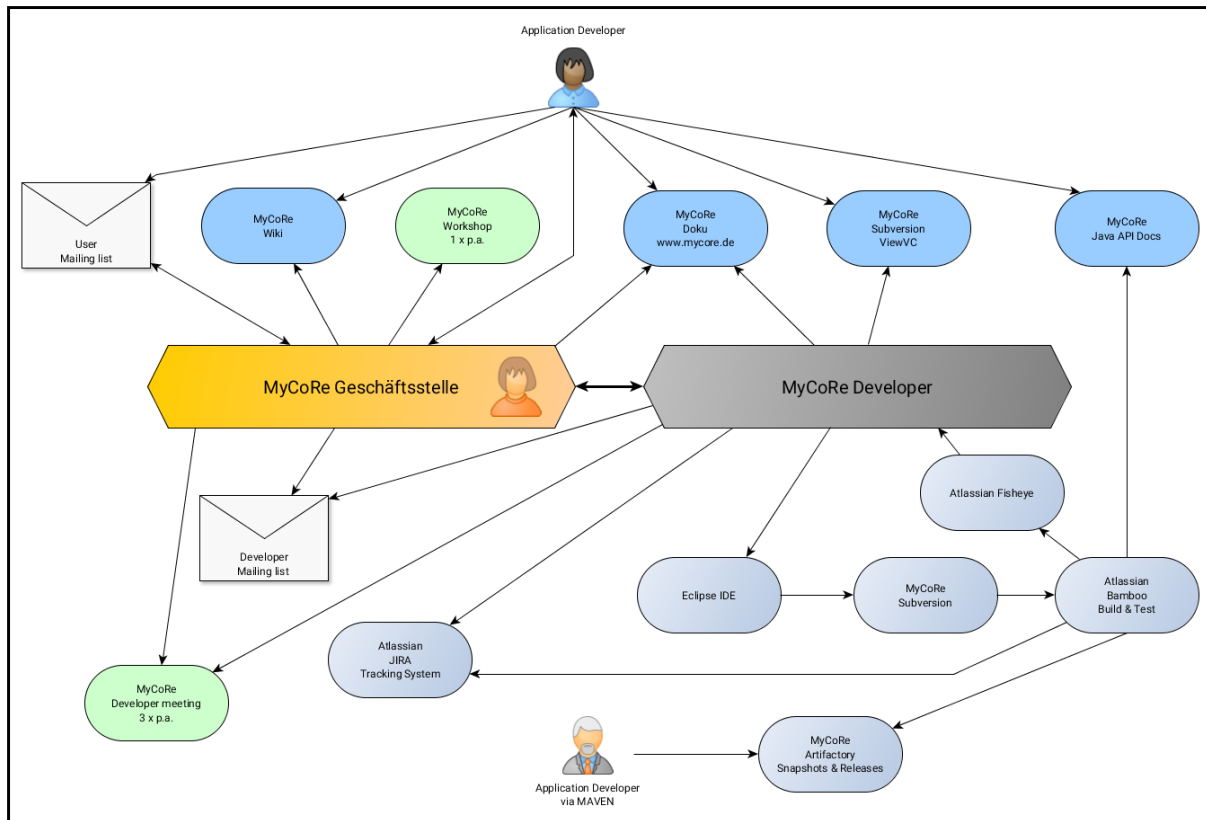 Application Developer
User
Mailing list
MyCoRe
Wiki
MyCoRe
Workshop
1 x p.a.
MyCoRe
Doku
www.mycore.de
MyCoRe
Subversion
ViewVC
MyCoRe
Java API Docs
MyCoRe Geschäftsstelle
MyCoRe Developer
Atlassian Fisheye
Developer
Mailing list
Eclipse IDE
MyCoRe
Subversion
Atlassian
Bamboo
Build & Test
Atlassian
JIRA
Tracking System
MyCoRe
Developer meeting
3 x p.a.
Application Developer
via MAVEN
MyCoRe
Artifactory
Snapshots & Releases